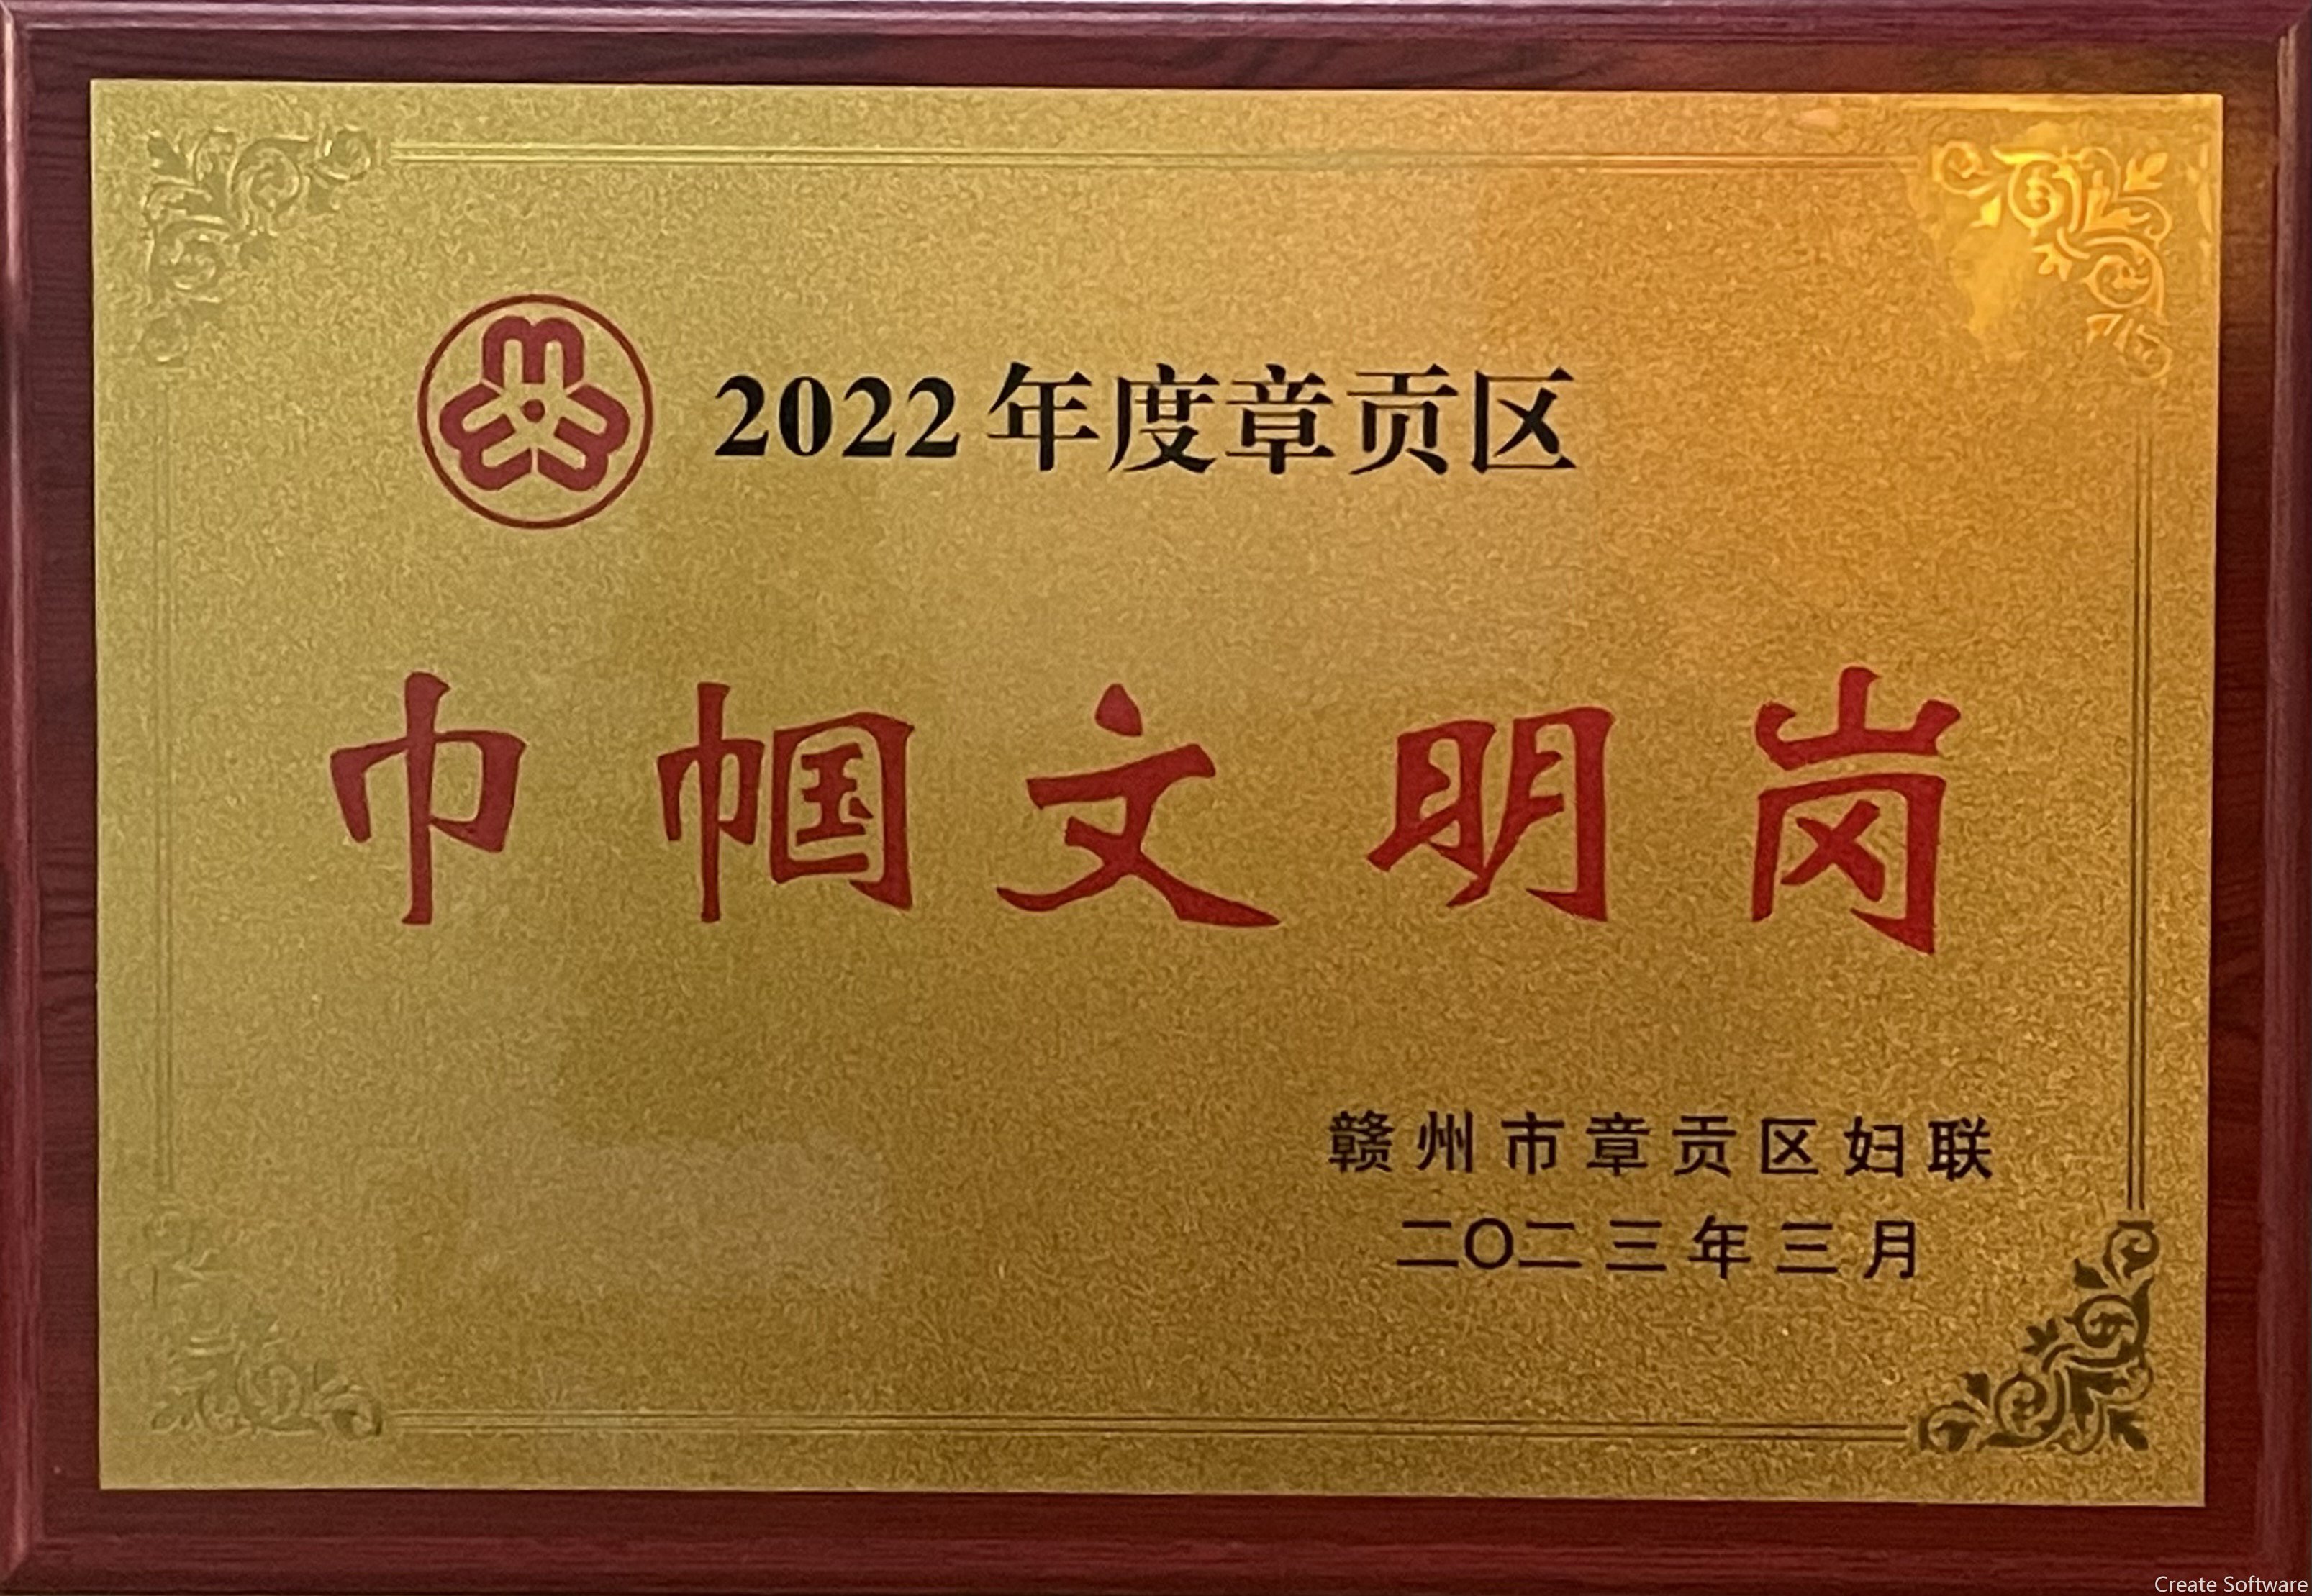 2022年度章贡区
巾帼文明岗
赣州市章贡区妇联
二〇二三年三月
Create Software